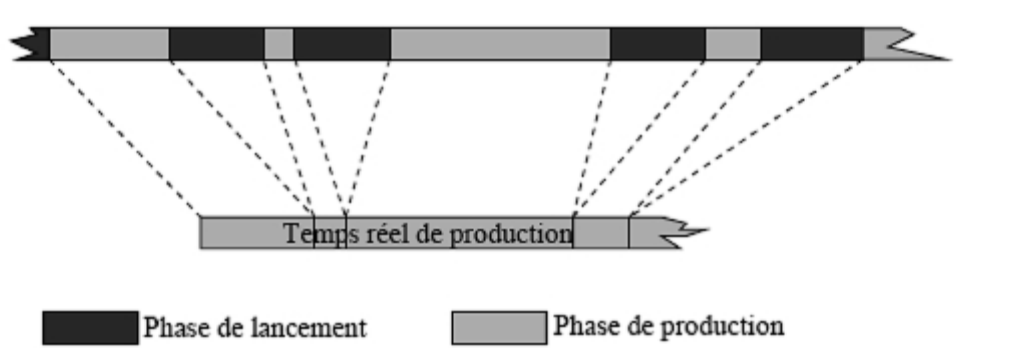 Temps réel de production
Phase de lancement
Phase de production